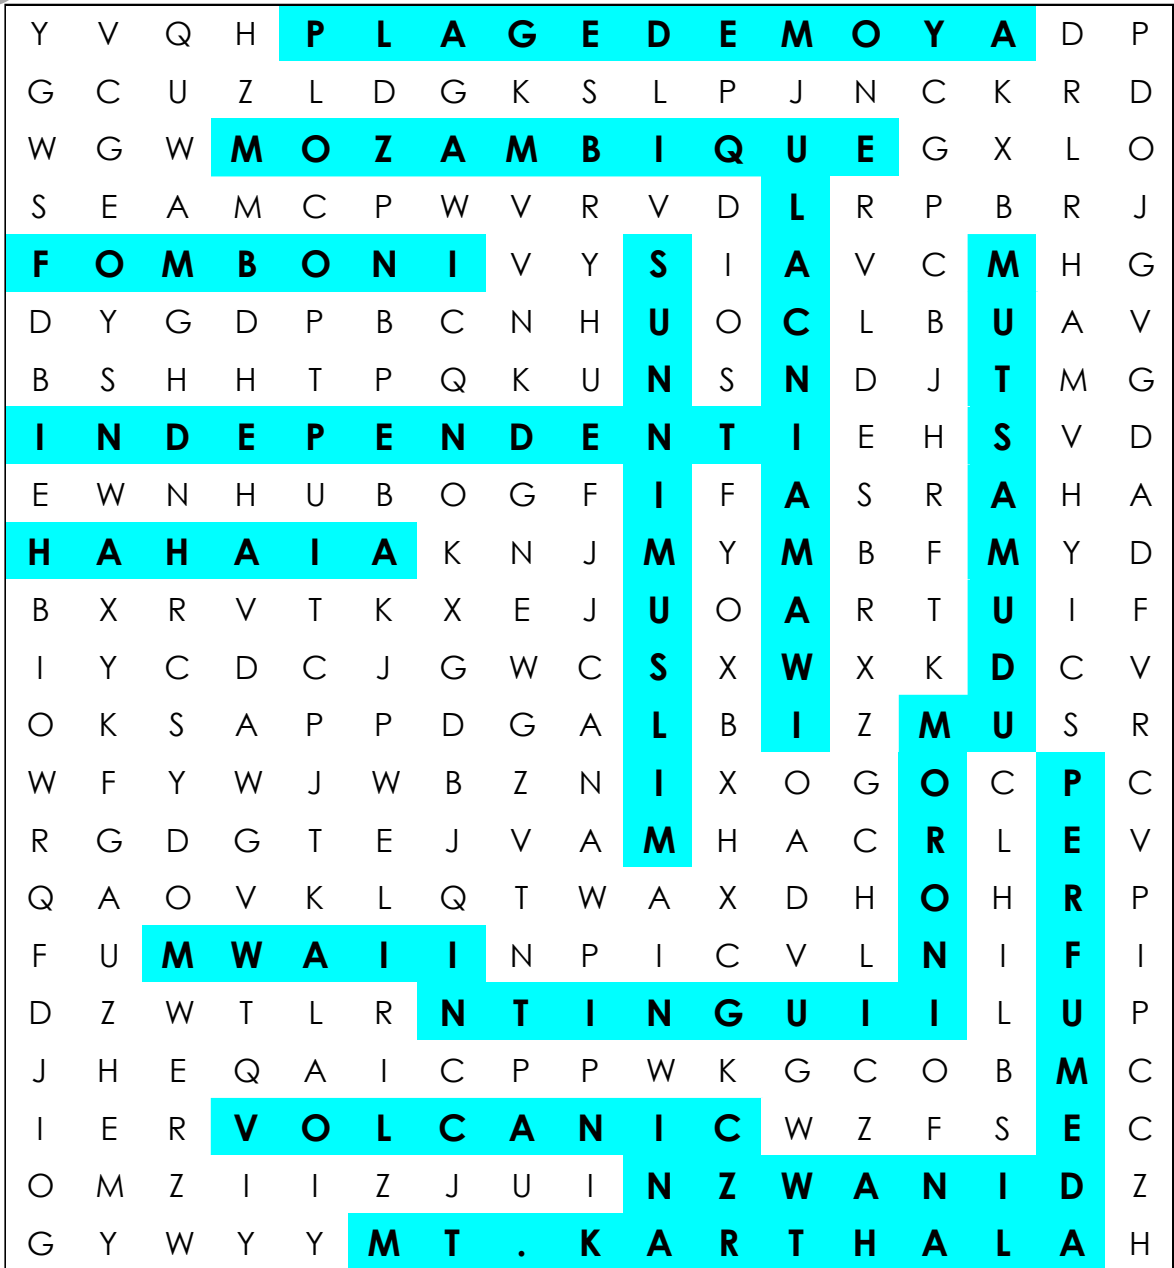 Y V Q H P L A G E D E M O Y A D P
G C U Z L D G K S L P J N C K R D
W G W M O Z A M B I Q U E G X L O
S E A M C P W V R V D L R P B R J
F O M B O N I V Y S I A V C M H G
D Y G D P B C N H U O C L B U A V
B S H H T P Q K U N S N D J T M G
I N D E P E N D E N T I E H S V D
E W N H U B O G F I F A S R A H A
H A H A I A K N J M Y M B F M Y D
B X R V T K X E J U O A R T U I F
I Y C D C J G W C S X W X K D C V
O K S A P P D G A L B I Z M U S R
W F Y W J W B Z N I X O G O C P C
R G D G T E J V A M H A C R L E V
Q A O V K L Q T W A X D H O H R P
F U M W A I I N P I C V L N I F I
D Z W T L R N T I N G U I I L U P
J H E Q A I C P P W K G C O B M C
I E R V O L C A N I C W Z F S E C
O M Z I I Z J U I N Z W A N I D Z
G Y W Y Y M T . K A R T H A L A H